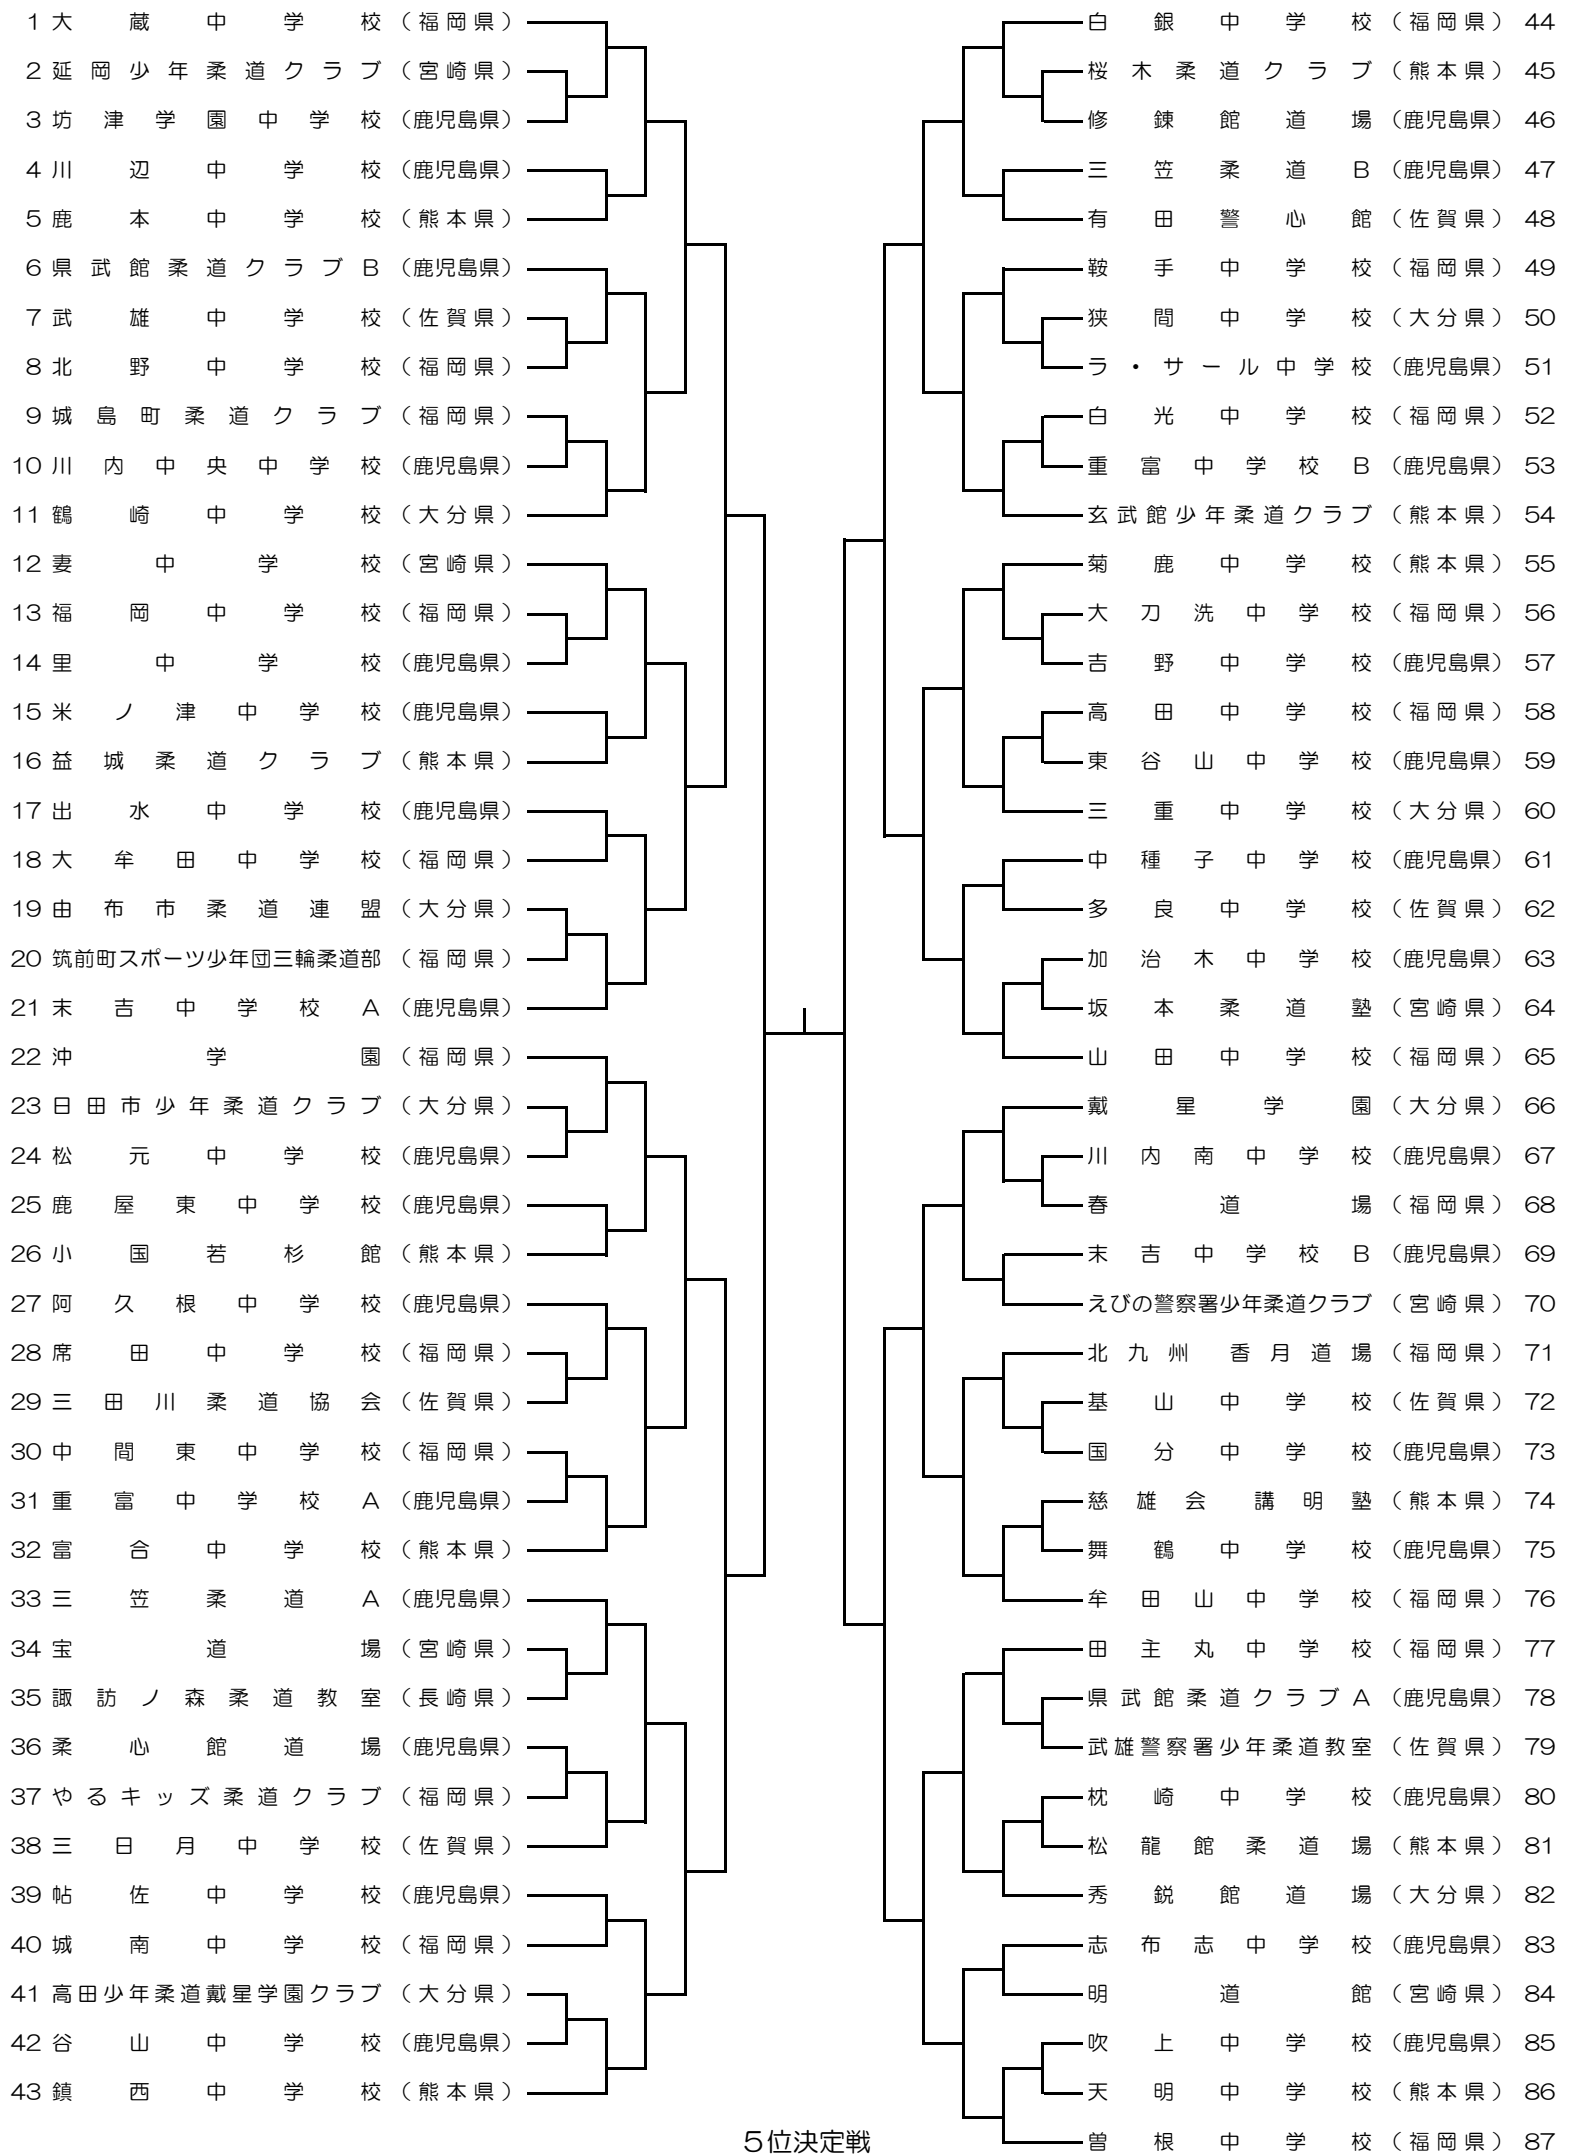 1 大蔵中学校 （福岡県）
2 延岡少年柔道クラブ （宮崎県）
3 坊津学園中学校 （鹿児島県）
4 川辺中学校 （鹿児島県）
5 鹿本中学校 （熊本県）
6 県武館柔道クラブB （鹿児島県）
7 武雄中学校 （佐賀県）
8 北野中学校 （福岡県）
9 城島町柔道クラブ （福岡県）
10 川内中央中学校 （鹿児島県）
11 鶴崎中学校 （大分県）
12 妻中学校 （宮崎県）
13 福岡中学校 （福岡県）
14 里中学校 （鹿児島県）
15 米ノ津中学校 （鹿児島県）
16 益城柔道クラブ （熊本県）
17 出水中学校 （鹿児島県）
18 大牟田中学校 （福岡県）
19 由布市柔道連盟 （大分県）
20 筑前町スポーツ少年団三輪柔道部 （福岡県）
21 末吉中学校A （鹿児島県）
22 沖学園 （福岡県）
23 日田市少年柔道クラブ （大分県）
24 松元中学校 （鹿児島県）
25 鹿屋東中学校 （鹿児島県）
26 小国若杉館 （熊本県）
27 阿久根中学校 （鹿児島県）
28 席田中学校 （福岡県）
29 三田川柔道協会 （佐賀県）
30 中間東中学校 （福岡県）
31 重富中学校A （鹿児島県）
32 富合中学校 （熊本県）
33 三笠柔道A （鹿児島県）
34 宝道場 （宮崎県）
35 諏訪ノ森柔道教室 （長崎県）
36 柔心館道場 （鹿児島県）
37 やるキッズ柔道クラブ （福岡県）
38 三日月中学校 （佐賀県）
39 帖佐中学校 （鹿児島県）
40 城南中学校 （福岡県）
41 高田少年柔道戴星学園クラブ （大分県）
42 谷山中学校 （鹿児島県）
43 鎮西中学校 （熊本県）
白銀中学校 （福岡県） 44
桜木柔道クラブ （熊本県） 45
修錬館道場 （鹿児島県） 46
三笠柔道B （鹿児島県） 47
有田警心館 （佐賀県） 48
鞍手中学校 （福岡県） 49
狭間中学校 （大分県） 50
ラ・サール中学校 （鹿児島県） 51
白光中学校 （福岡県） 52
重富中学校B （鹿児島県） 53
玄武館少年柔道クラブ （熊本県） 54
菊鹿中学校 （熊本県） 55
大刀洗中学校 （福岡県） 56
吉野中学校 （鹿児島県） 57
高田中学校 （福岡県） 58
東谷山中学校 （鹿児島県） 59
三重中学校 （大分県） 60
中種子中学校 （鹿児島県） 61
多良中学校 （佐賀県） 62
加治木中学校 （鹿児島県） 63
坂本柔道塾 （宮崎県） 64
山田中学校 （福岡県） 65
戴星学園 （大分県） 66
川内南中学校 （鹿児島県） 67
春道場 （福岡県） 68
末吉中学校B （鹿児島県） 69
えびの警察署少年柔道クラブ （宮崎県） 70
北九州 香月道場 （福岡県） 71
基山中学校 （佐賀県） 72
国分中学校 （鹿児島県） 73
慈雄会 講明塾 （熊本県） 74
舞鶴中学校 （鹿児島県） 75
牟田山中学校 （福岡県） 76
田主丸中学校 （福岡県） 77
県武館柔道クラブA （鹿児島県） 78
武雄警察署少年柔道教室 （佐賀県） 79
枕崎中学校 （鹿児島県） 80
松龍館柔道場 （熊本県） 81
秀鋭館道場 （大分県） 82
志布志中学校 （鹿児島県） 83
明道館 （宮崎県） 84
吹上中学校 （鹿児島県） 85
天明中学校 （熊本県） 86
曽根中学校 （福岡県） 87
５位決定戦